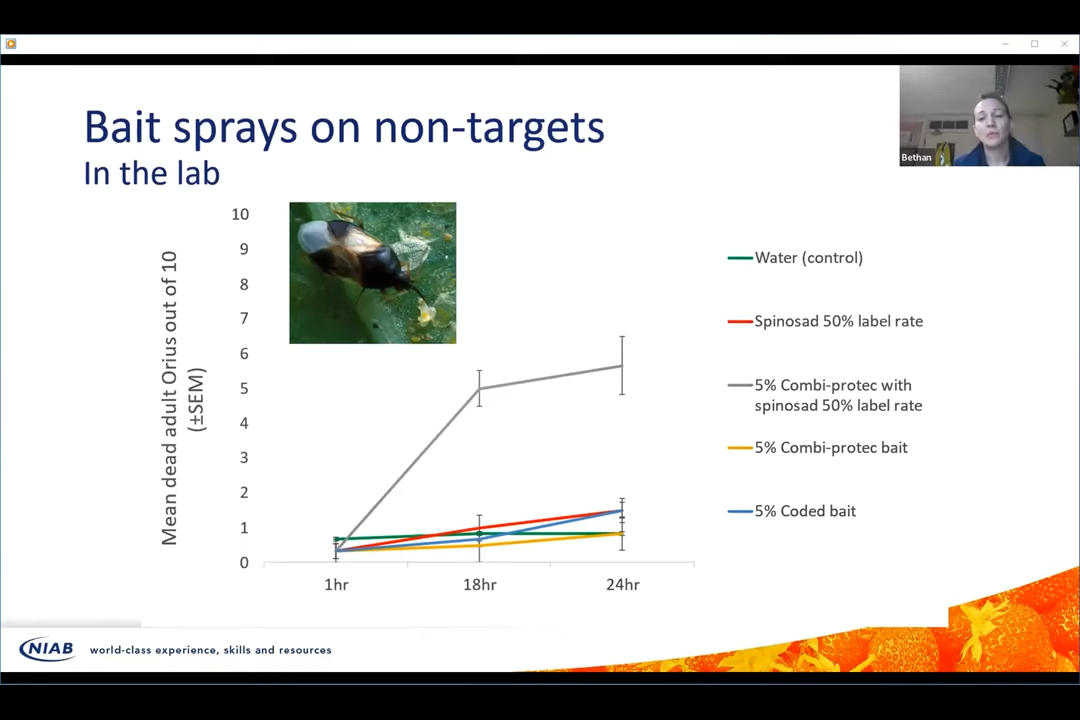 Bait sprays on non-targets
In the lab
Bethan
Mean dead adult Orius out of 10
(±SEM)
10
9
8
7
6
5
4
3
2
1
0
1hr
18hr
24hr
Water (control)
Spinosad 50% label rate
5% Combi-protec with
spinosad 50% label rate
5% Combi-protec bait
5% Coded bait
NIAB
world-class experience, skills and resources